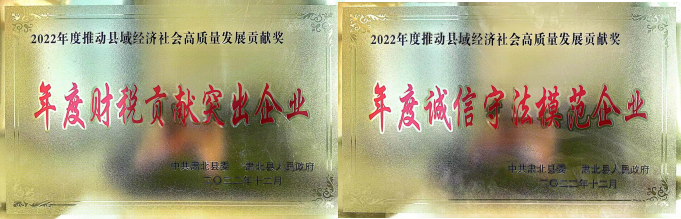 2022年度推动县域经济社会高质量发展贡献奖
年度财税贡献突出企业
中共肃北县委 肃北县人民政府
二〇二二年十二月
2022年度推动县域经济社会高质量发展贡献奖
年度诚信守法模范企业
中共肃北县委 肃北县人民政府
二〇二二年十二月